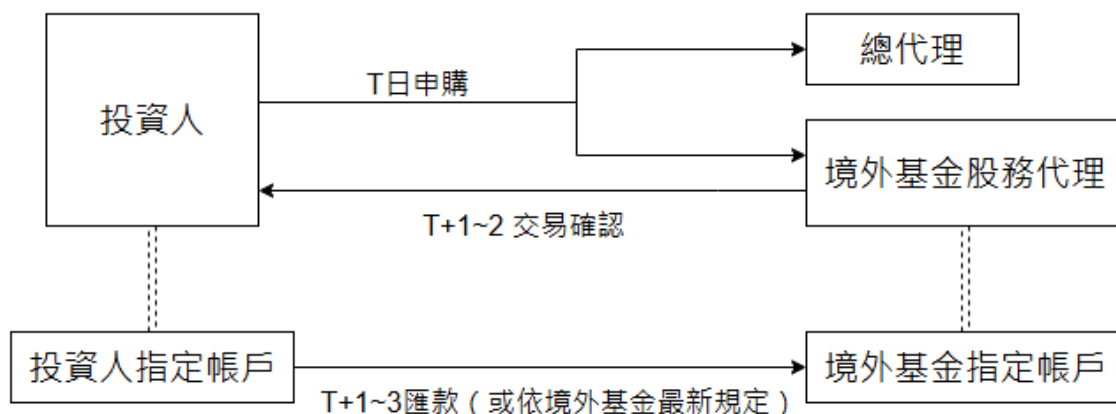 總代理
T日申購
投資人
境外基金股務代理
T+1~2 交易確認
投資人指定帳戶
境外基金指定帳戶
T+1~3匯款（或依境外基金最新規定）